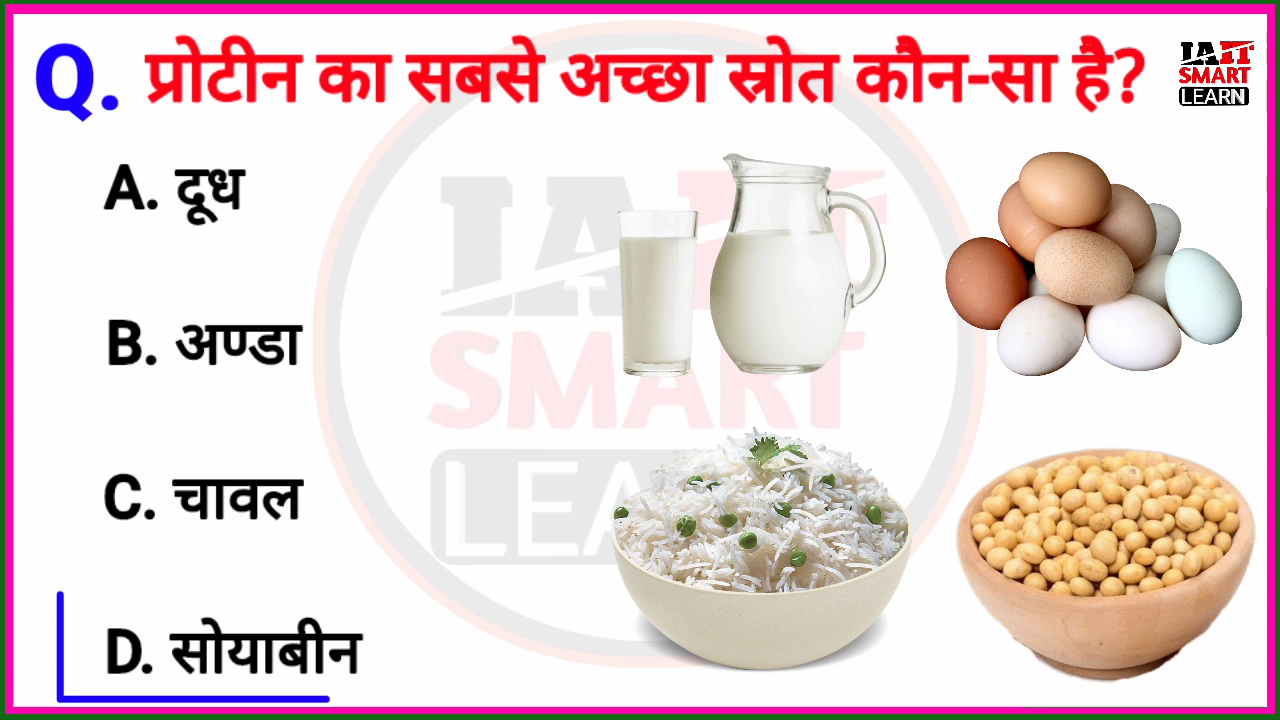 Q. प्रोटीन का सबसे अच्छा स्रोत कौन-सा है?
IAIT
SMART
LEARN
A. दूध
B. अण्डा
C. चावल
D. सोयाबीन